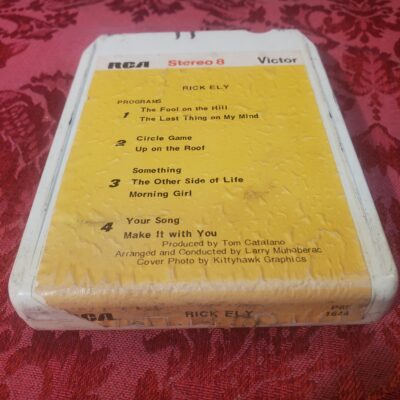 RCA Stereo 8 Victor
RICK ELY
PROGRAMS
1 The Fool on the Hill
The Last Thing on My Mind
2 Circle Game
Up on the Roof
Something
3 The Other Side of Life
Morning Girl
4 Your Song
Make It with You
Produced by Tom Catalano
Arranged and Conducted by Larry Muhoberac
Cover Photo by Kittyhawk Graphics
RCA RICK ELY